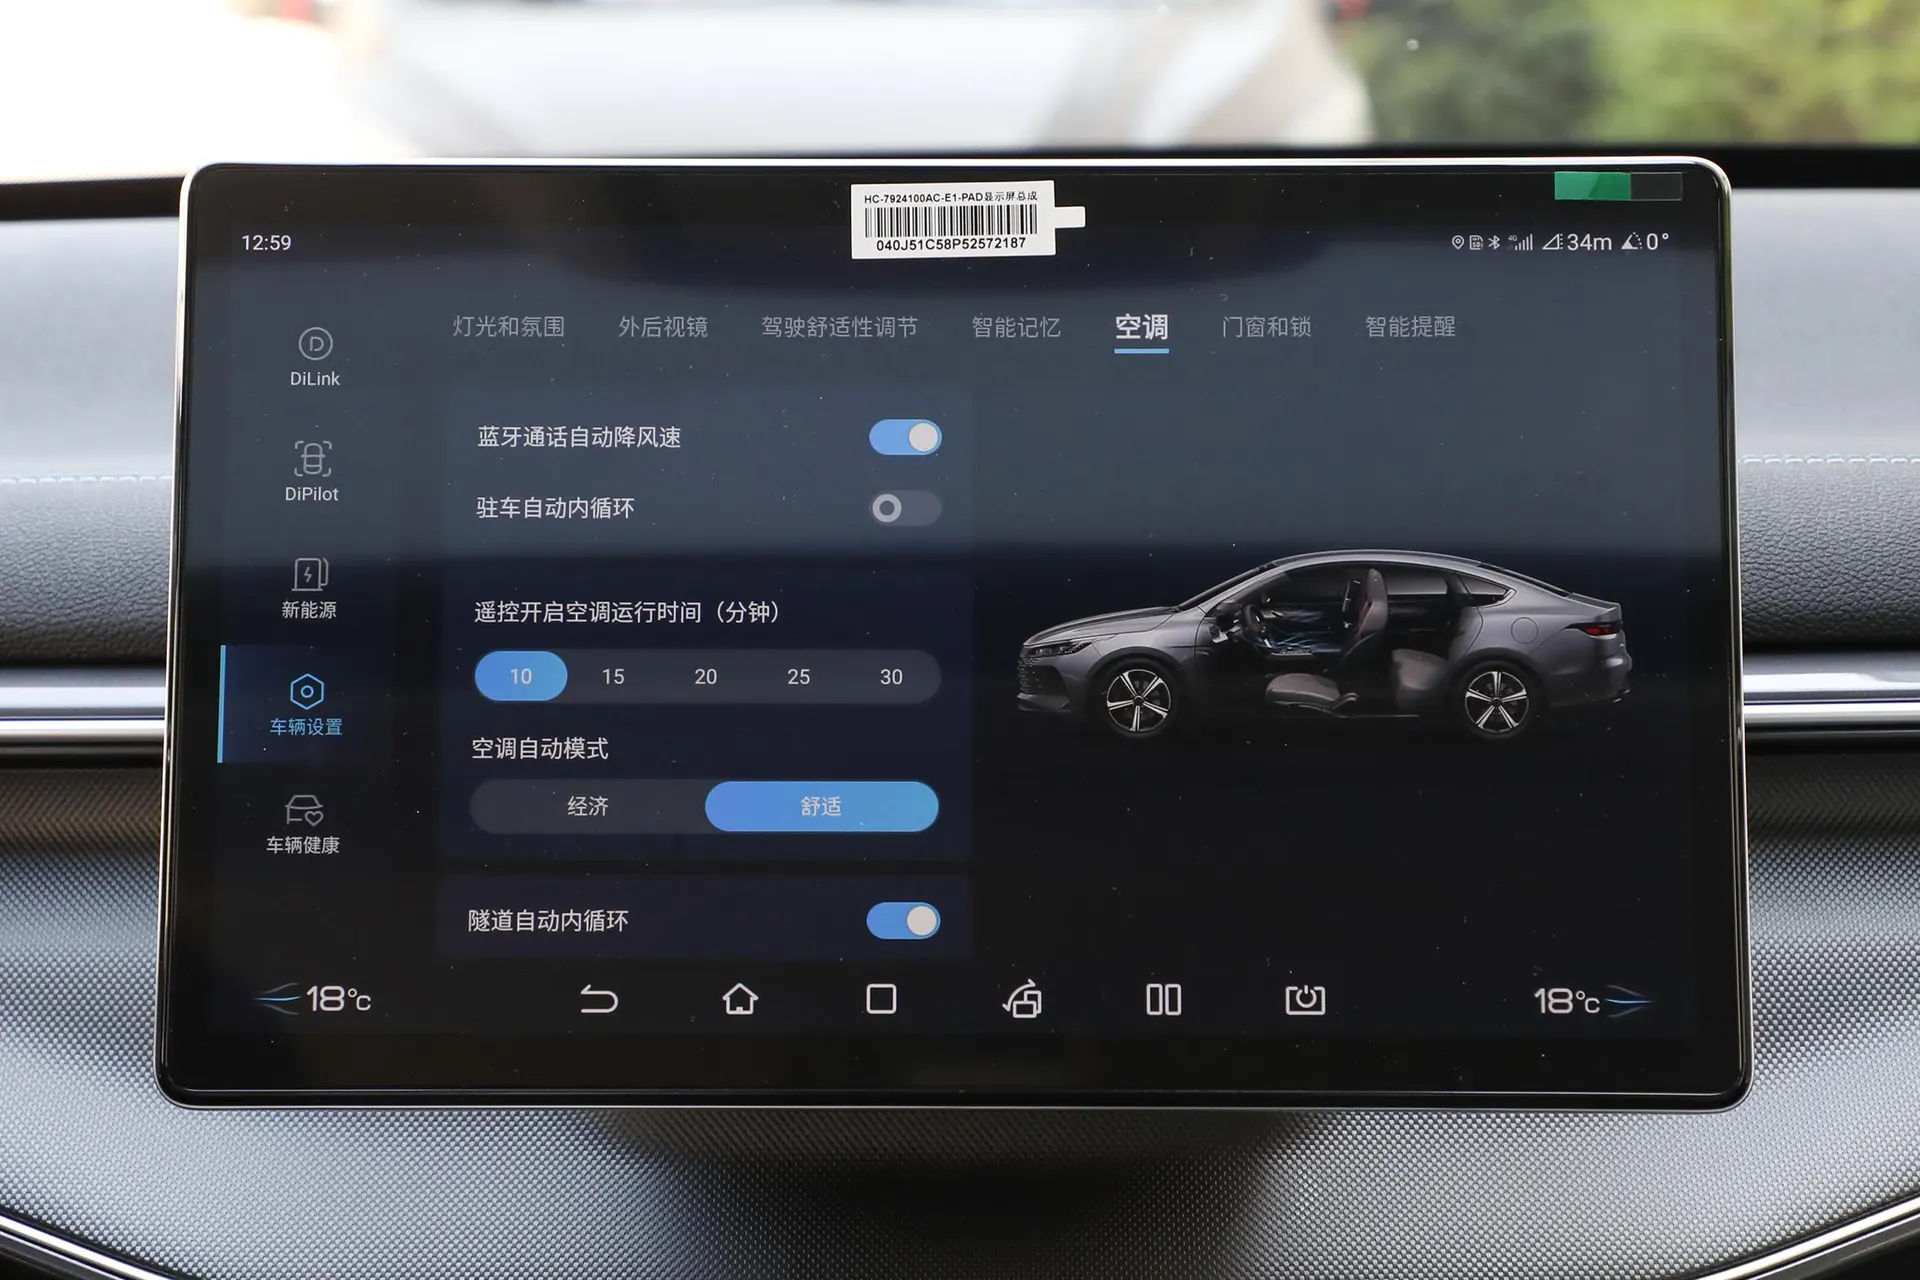 HC-7924100AC-E1-PAD显示屏总成
040J51C58P52572187
12:59
4G 34m 0°
灯光和氛围 外后视镜 驾驶舒适性调节 智能记忆 空调 门窗和锁 智能提醒
DiLink
DiPilot
新能源
车辆设置
车辆健康
蓝牙通话自动降风速
驻车自动内循环
遥控开启空调运行时间（分钟）
10 15 20 25 30
空调自动模式
经济 舒适
隧道自动内循环
18°C 18°C